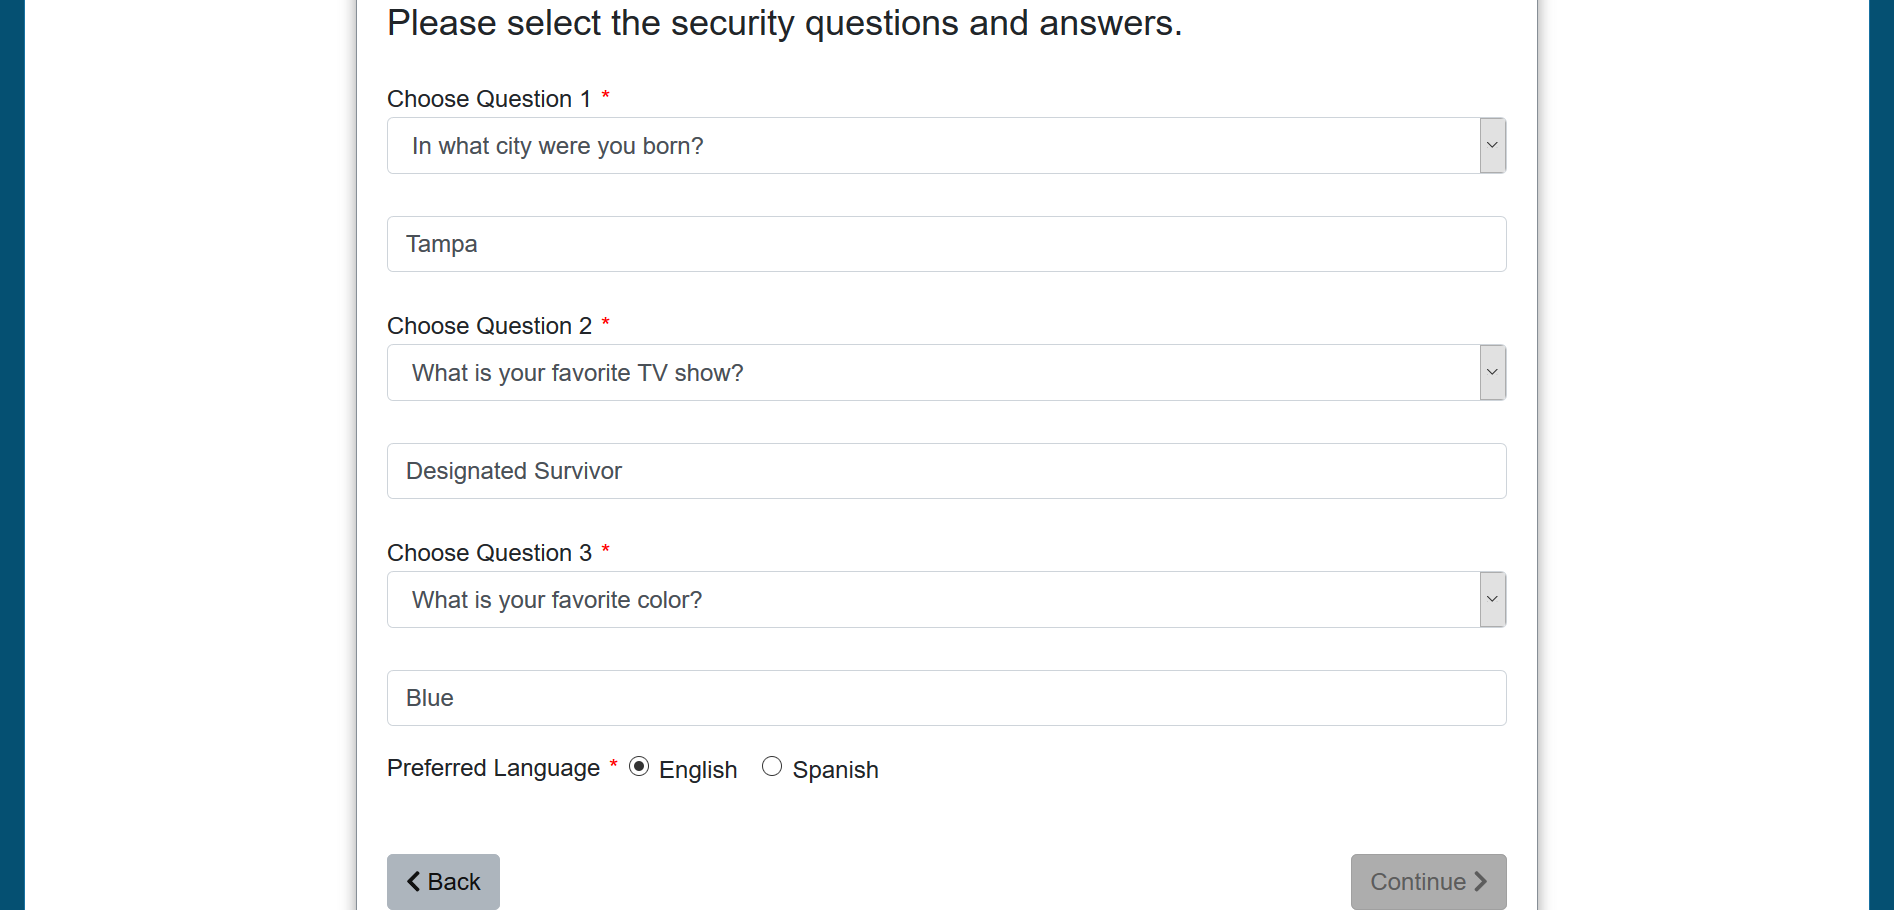 Please select the security questions and answers.
Choose Question 1 *
In what city were you born?
Tampa
Choose Question 2 *
What is your favorite TV show?
Designated Survivor
Choose Question 3 *
What is your favorite color?
Blue
Preferred Language * English Spanish
Back Continue